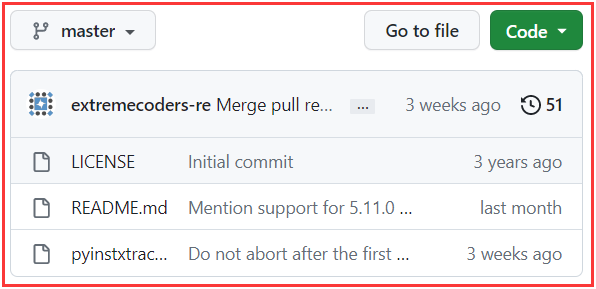 master Go to file Code
extremecoders-re Merge pull re... ... 3 weeks ago 51
LICENSE Initial commit 3 years ago
README.md Mention support for 5.11.0 ... last month
pyinstxtrac... Do not abort after the first ... 3 weeks ago